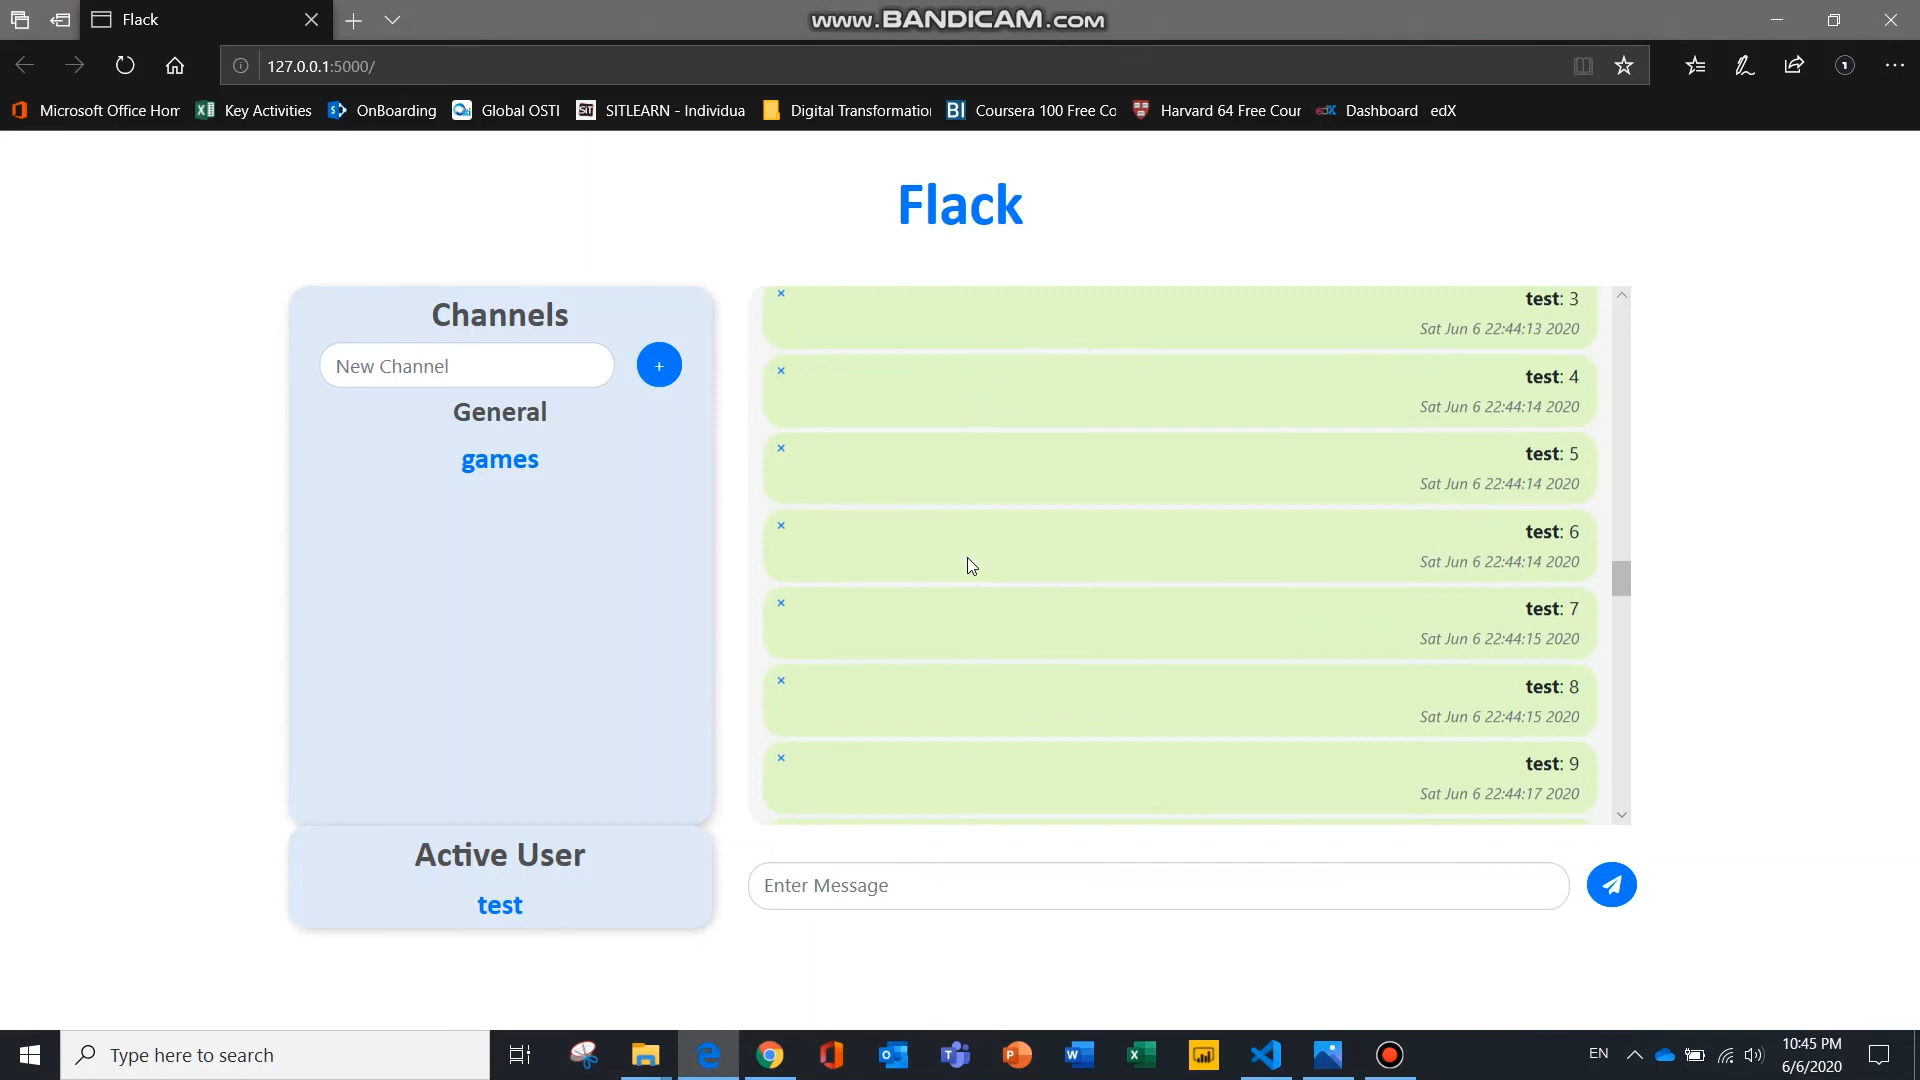 Flack
www.BANDICAM.com
127.0.0.1:5000/
Microsoft Office Hom
Key Activities
OnBoarding
Global OSTI
SITLEARN - Individua
Digital Transformatio
Coursera 100 Free Co
Harvard 64 Free Cour
Dashboard
edX
Flack
Channels
New Channel
+
General
games
Active User
test
test: 3
Sat Jun 6 22:44:13 2020
test: 4
Sat Jun 6 22:44:14 2020
test: 5
Sat Jun 6 22:44:14 2020
test: 6
Sat Jun 6 22:44:14 2020
test: 7
Sat Jun 6 22:44:15 2020
test: 8
Sat Jun 6 22:44:15 2020
test: 9
Sat Jun 6 22:44:17 2020
Enter Message
Type here to search
EN
10:45 PM
6/6/2020